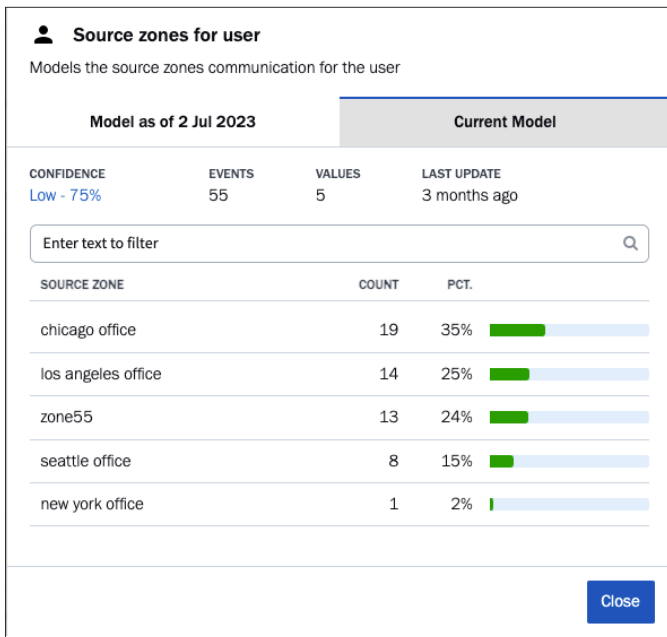 Source zones for user
Models the source zones communication for the user
Model as of 2 Jul 2023 Current Model
CONFIDENCE EVENTS VALUES LAST UPDATE
Low - 75% 55 5 3 months ago
Enter text to filter
SOURCE ZONE COUNT PCT.
chicago office 19 35%
los angeles office 14 25%
zone55 13 24%
seattle office 8 15%
new york office 1 2%
Close